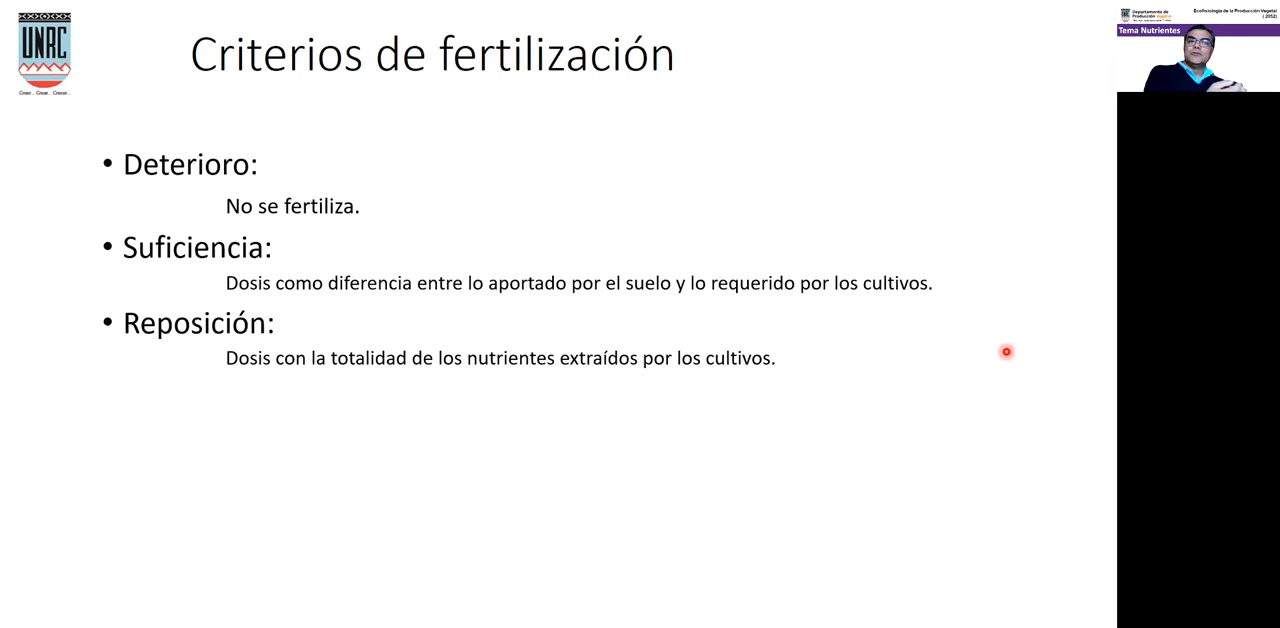 UNRC
Crear... Crear... Crecer...
Criterios de fertilización
• Deterioro:
No se fertiliza.
• Suficiencia:
Dosis como diferencia entre lo aportado por el suelo y lo requerido por los cultivos.
• Reposición:
Dosis con la totalidad de los nutrientes extraídos por los cultivos.
Departamento de
Producción Vegetal
Ecofisiología de la Producción Vegetal
( 2052)
Tema Nutrientes